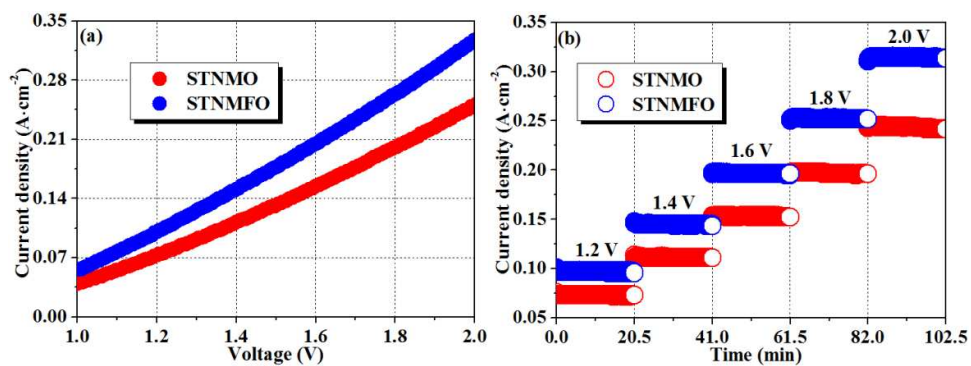 (a)
STNMO
STNMFO
0.35
0.28
0.21
0.14
0.07
0.00
Current density (A·cm⁻²)
1.0 1.2 1.4 1.6 1.8 2.0
Voltage (V)
(b)
STNMO
STNMFO
2.0 V
1.8 V
1.6 V
1.4 V
1.2 V
0.35
0.30
0.25
0.20
0.15
0.10
0.05
Current density (A·cm⁻²)
0.0 20.5 41.0 61.5 82.0 102.5
Time (min)